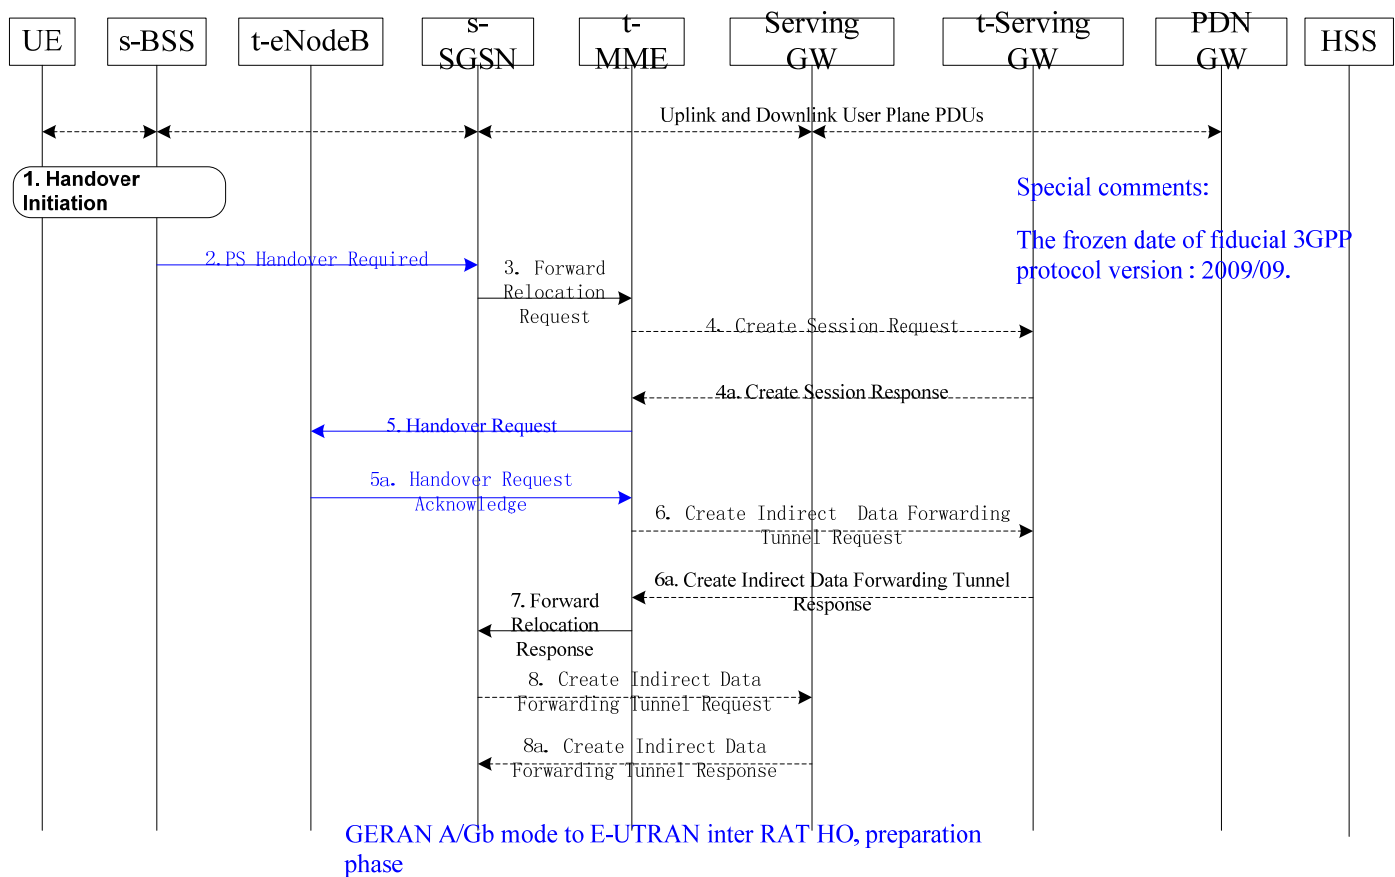 UE
s-BSS
t-eNodeB
s-
SGSN
t-
MME
Serving
GW
t-Serving
GW
PDN
GW
HSS
Uplink and Downlink User Plane PDUs
1. Handover
Initiation
Special comments:
The frozen date of fiducial 3GPP
protocol version : 2009/09.
2.PS Handover Required
3. Forward
Relocation
Request
4. Create Session Request
4a. Create Session Response
5. Handover Request
5a. Handover Request
Acknowledge
6. Create Indirect Data Forwarding
Tunnel Request
6a. Create Indirect Data Forwarding Tunnel
Response
7. Forward
Relocation
Response
8. Create Indirect Data
Forwarding Tunnel Request
8a. Create Indirect Data
Forwarding Tunnel Response
GERAN A/Gb mode to E-UTRAN inter RAT HO, preparation
phase